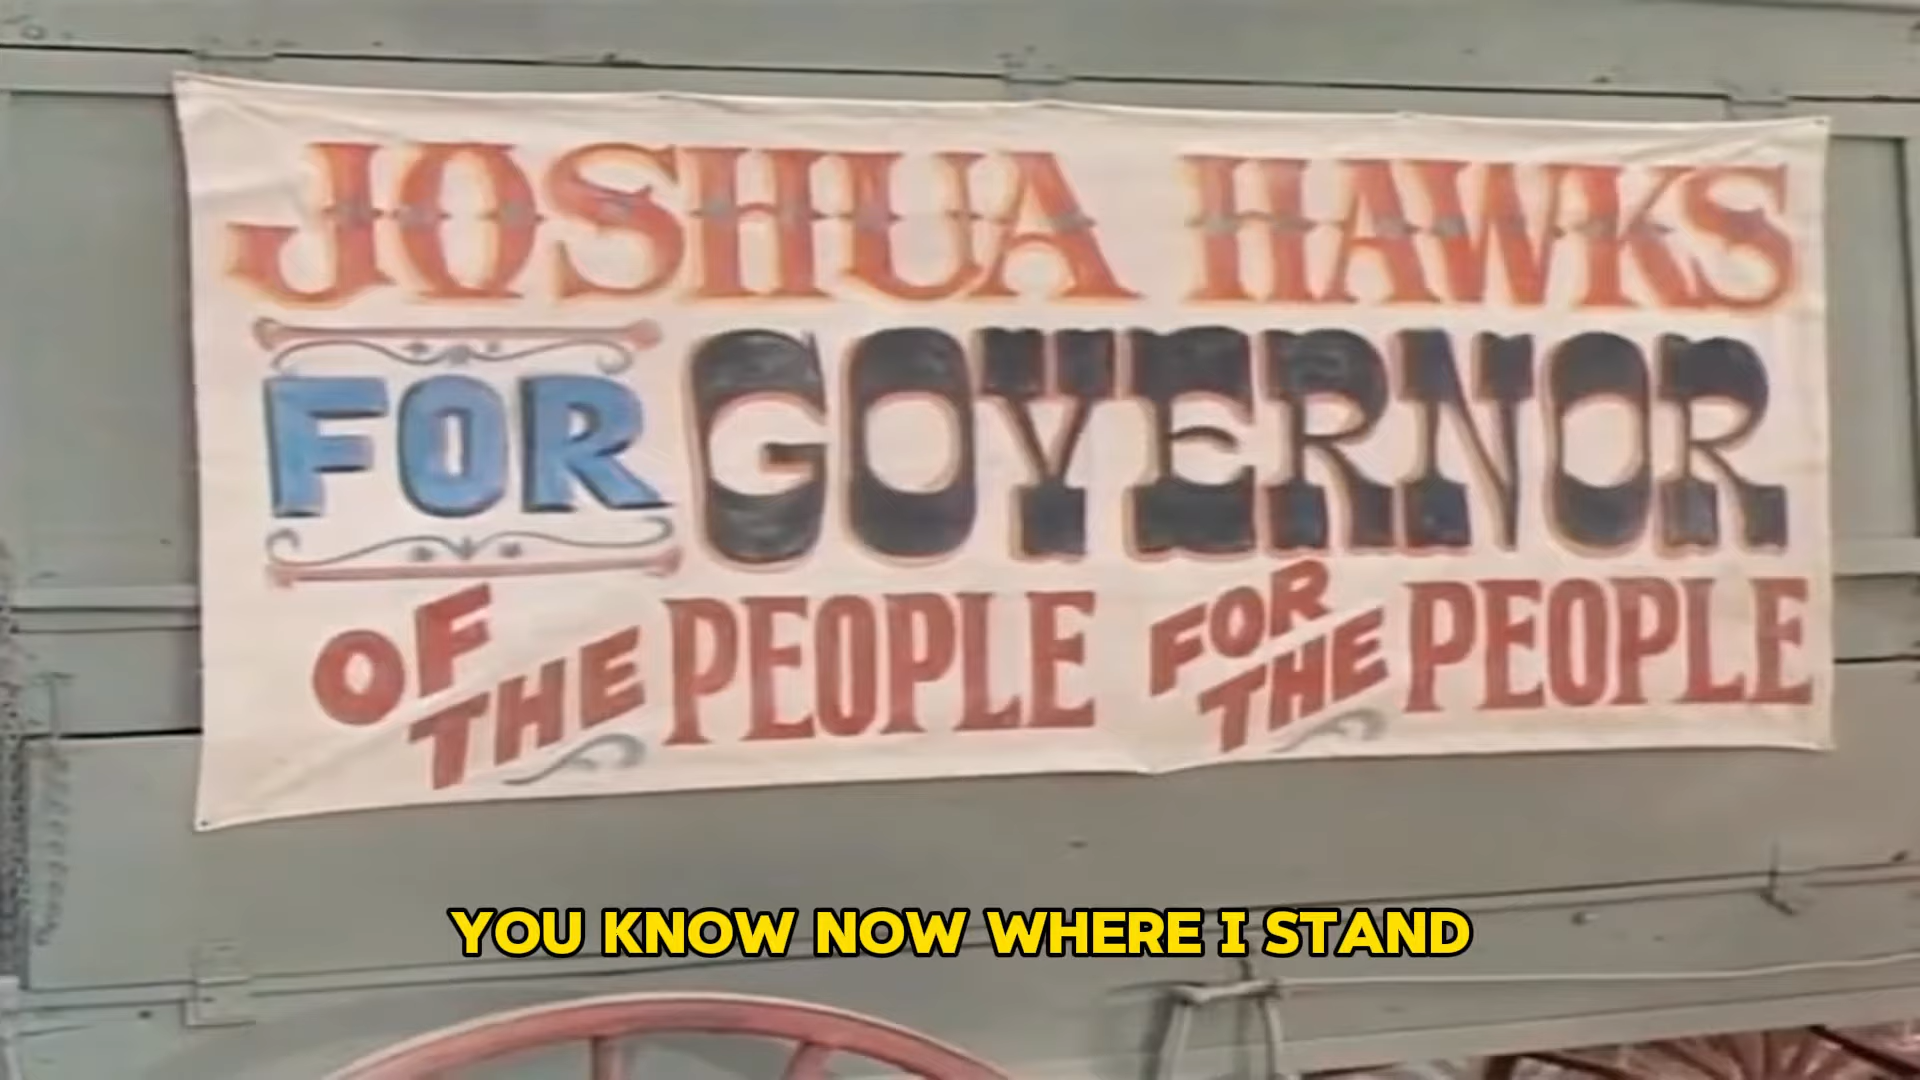 JOSHUA HAWKS
FOR GOVERNOR
OF THE PEOPLE FOR THE PEOPLE
YOU KNOW NOW WHERE I STAND